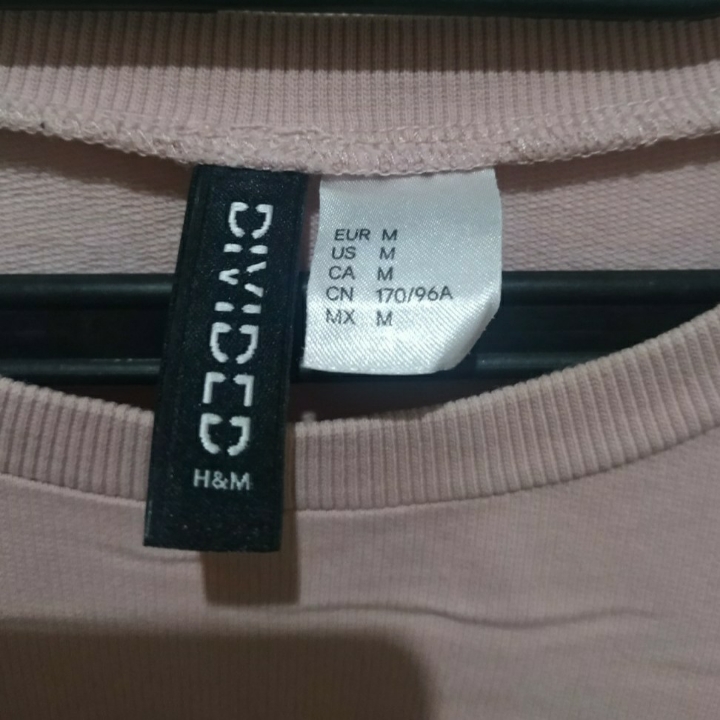 DIVIDED
H&M
EUR M
US M
CA M
CN 170/96A
MX M